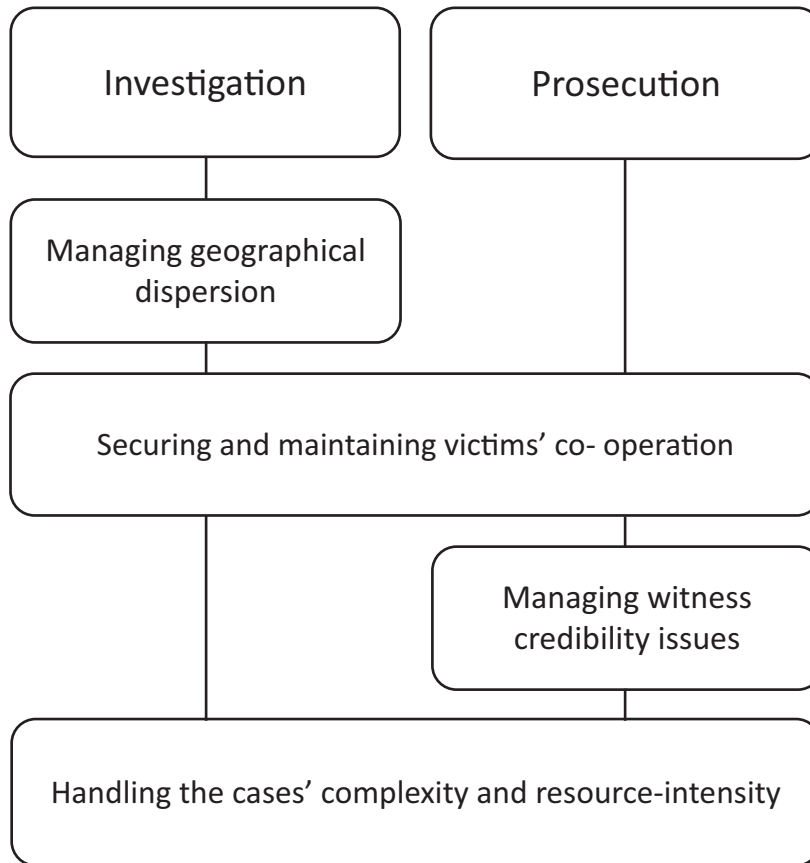 Investigation
Prosecution
Managing geographical
dispersion
Securing and maintaining victims’ co- operation
Managing witness
credibility issues
Handling the cases’ complexity and resource-intensity